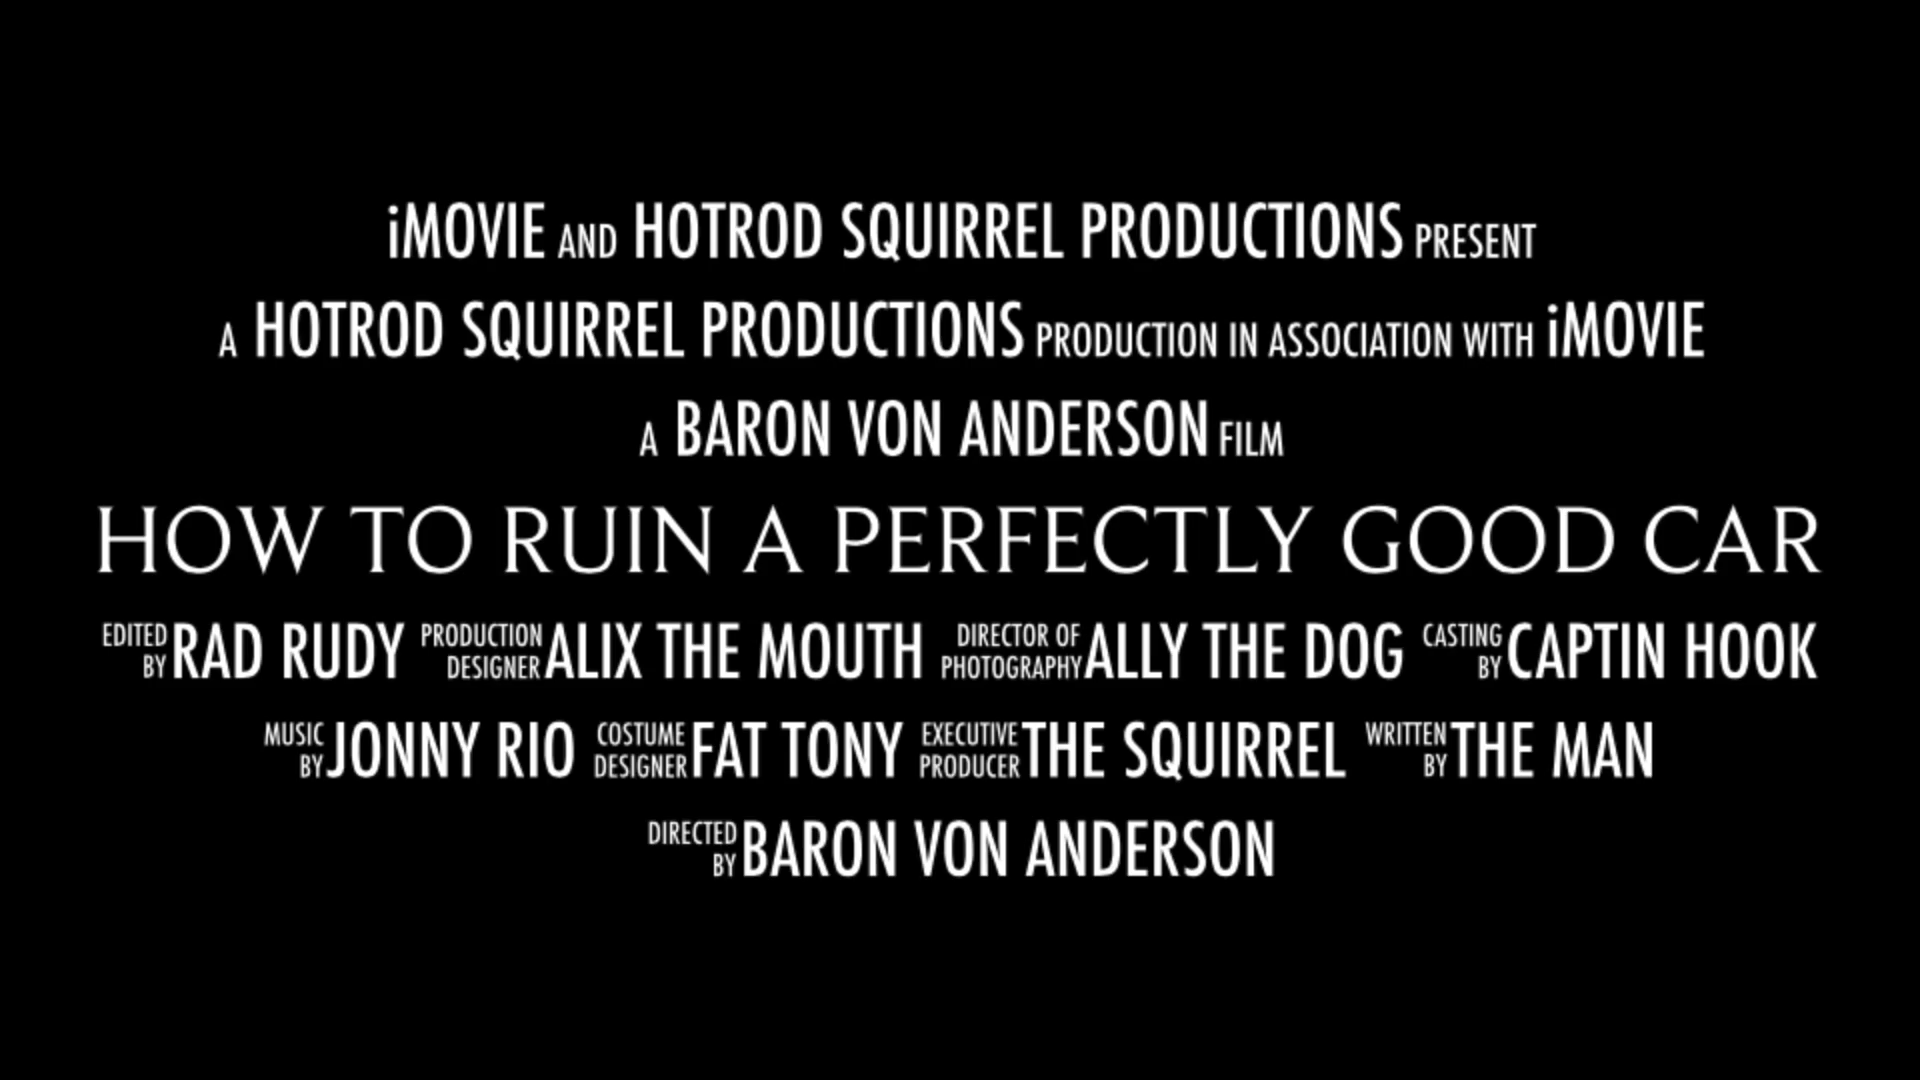 iMOVIE AND HOTROD SQUIRREL PRODUCTIONS PRESENT
A HOTROD SQUIRREL PRODUCTIONS PRODUCTION IN ASSOCIATION WITH iMOVIE
A BARON VON ANDERSON FILM
HOW TO RUIN A PERFECTLY GOOD CAR
EDITED BY RAD RUDY PRODUCTION DESIGNER ALIX THE MOUTH DIRECTOR OF PHOTOGRAPHY ALLY THE DOG CASTING BY CAPTIN HOOK
MUSIC BY JONNY RIO COSTUME DESIGNER FAT TONY EXECUTIVE PRODUCER THE SQUIRREL WRITTEN BY THE MAN
DIRECTED BY BARON VON ANDERSON